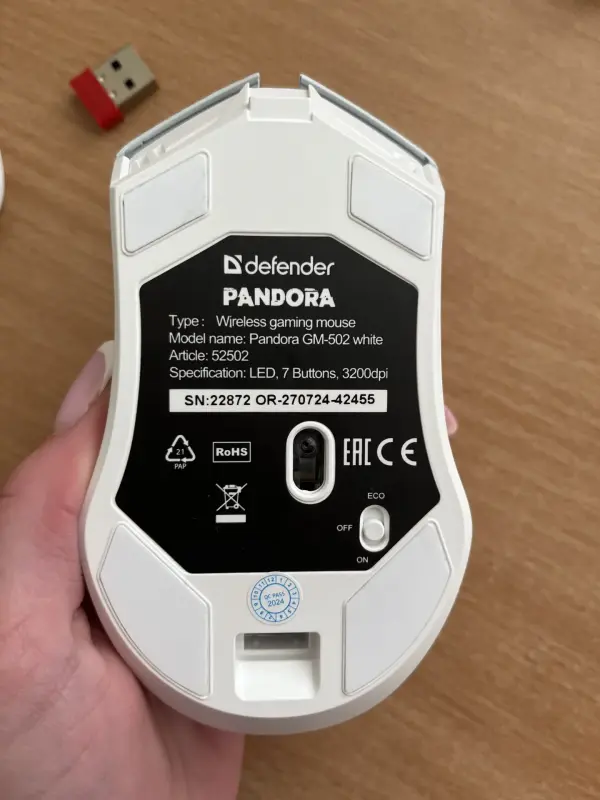 defender
PANDORA
Type: Wireless gaming mouse
Model name: Pandora GM-502 white
Article: 52502
Specification: LED, 7 Buttons, 3200dpi
SN:22872 OR-270724-42455
21
PAP
RoHS
EAC CE
ECO
OFF
ON
QC PASS
2024